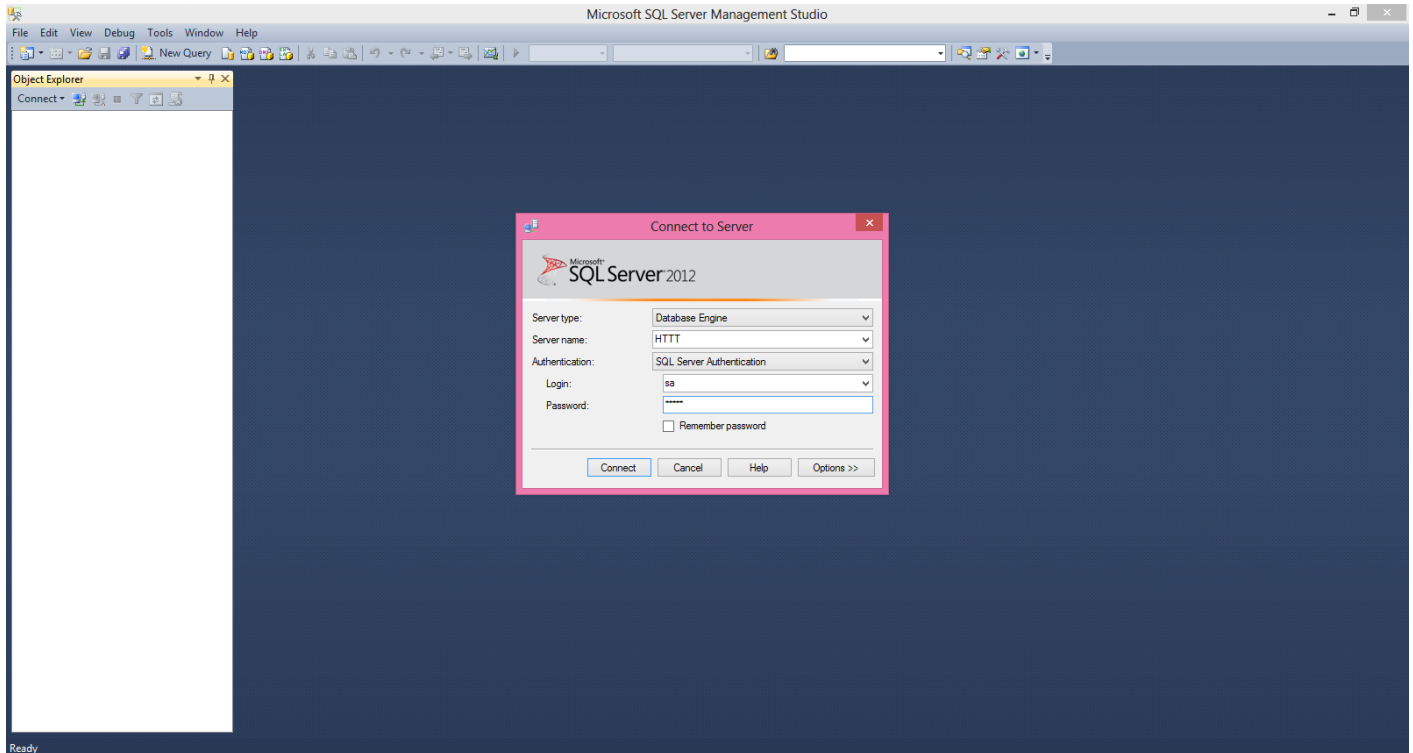 Microsoft SQL Server Management Studio
File Edit View Debug Tools Window Help
New Query
Object Explorer
Connect
Connect to Server
Microsoft®
SQL Server 2012
Server type: Database Engine
Server name: HTTT
Authentication: SQL Server Authentication
Login: sa
Password: *****
Remember password
Connect Cancel Help Options >>
Ready